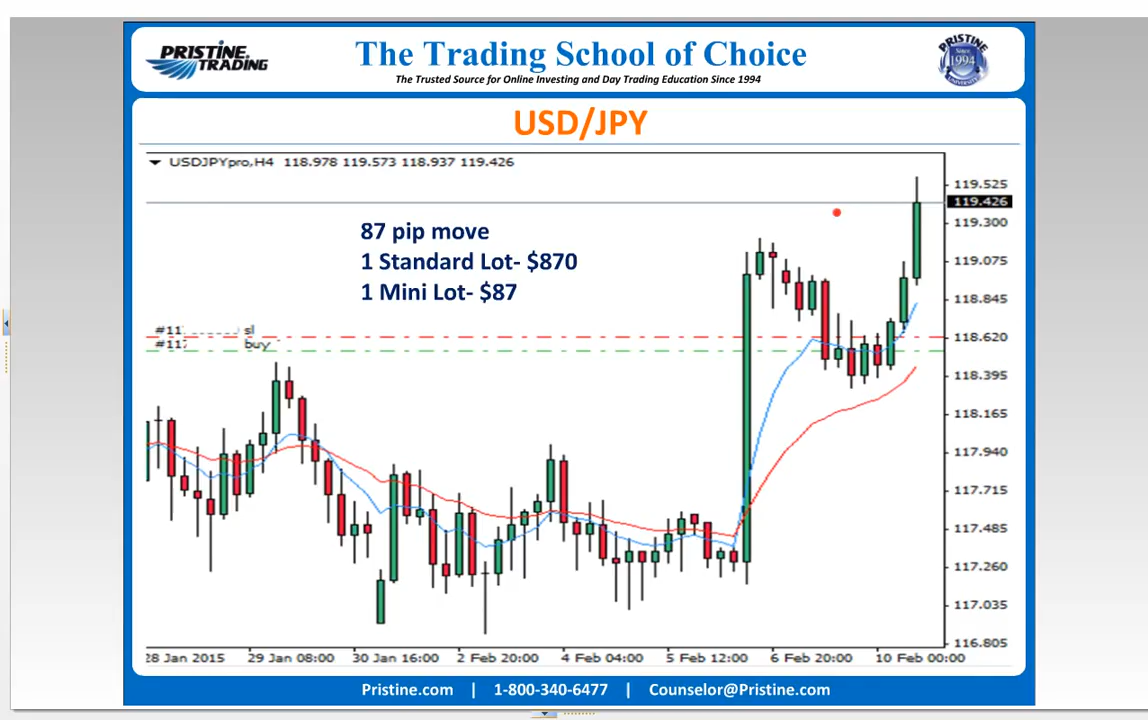 PRISTINE TRADING
The Trading School of Choice
The Trusted Source for Online Investing and Day Trading Education Since 1994
PRISTINE
Since
1994
UNIVERSITY
USD/JPY
USDJPYpro,H4 118.978 119.573 118.937 119.426
119.525
119.426
119.300
119.075
118.845
118.620
118.395
118.165
117.940
117.715
117.485
117.260
117.035
116.805
87 pip move
1 Standard Lot- $870
1 Mini Lot- $87
#11 sl
#117 buy
28 Jan 2015 29 Jan 08:00 30 Jan 16:00 2 Feb 20:00 4 Feb 04:00 5 Feb 12:00 6 Feb 20:00 10 Feb 00:00
Pristine.com | 1-800-340-6477 | Counselor@Pristine.com